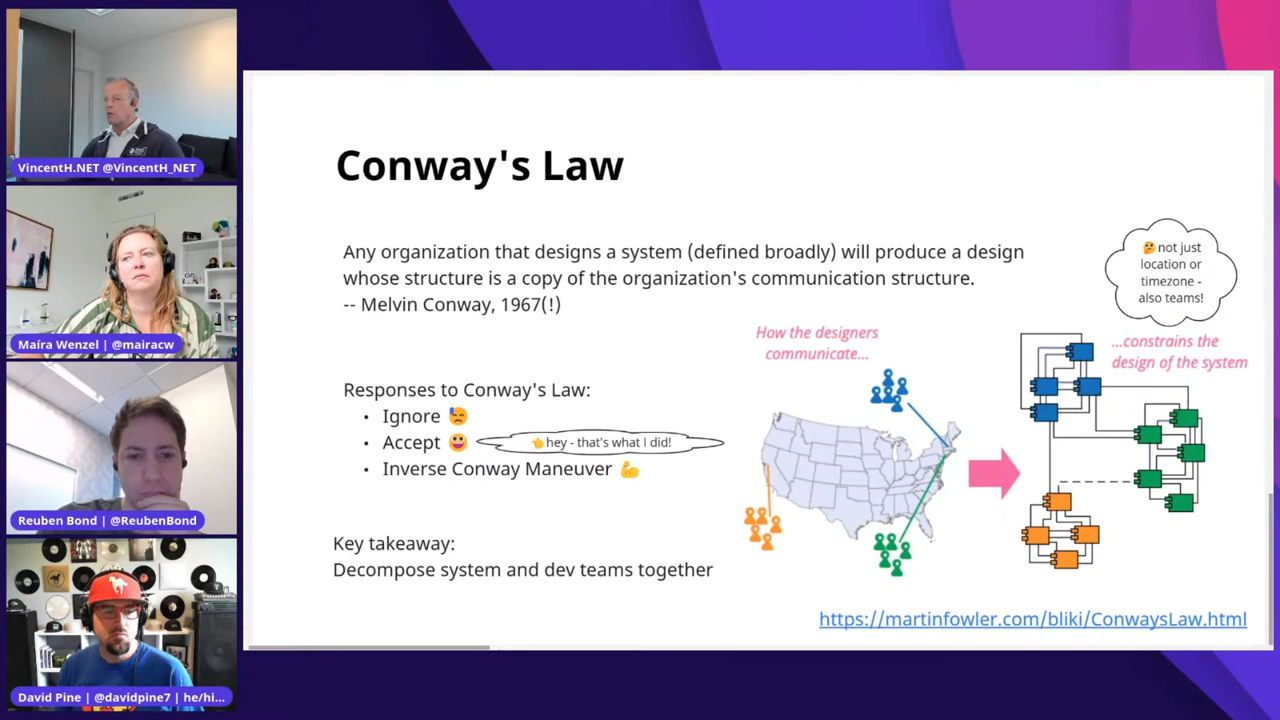 VincentH.NET @VincentH_NET
Maíra Wenzel | @mairacw
Reuben Bond | @ReubenBond
David Pine | @davidpine7 | he/hi...
Conway's Law
Any organization that designs a system (defined broadly) will produce a design
whose structure is a copy of the organization's communication structure.
-- Melvin Conway, 1967(!)
🤔 not just
location or
timezone -
also teams!
How the designers
communicate...
...constrains the
design of the system
Responses to Conway's Law:
• Ignore 😓
• Accept 😀
👈 hey - that's what I did!
• Inverse Conway Maneuver 💪
Key takeaway:
Decompose system and dev teams together
https://martinfowler.com/bliki/ConwaysLaw.html